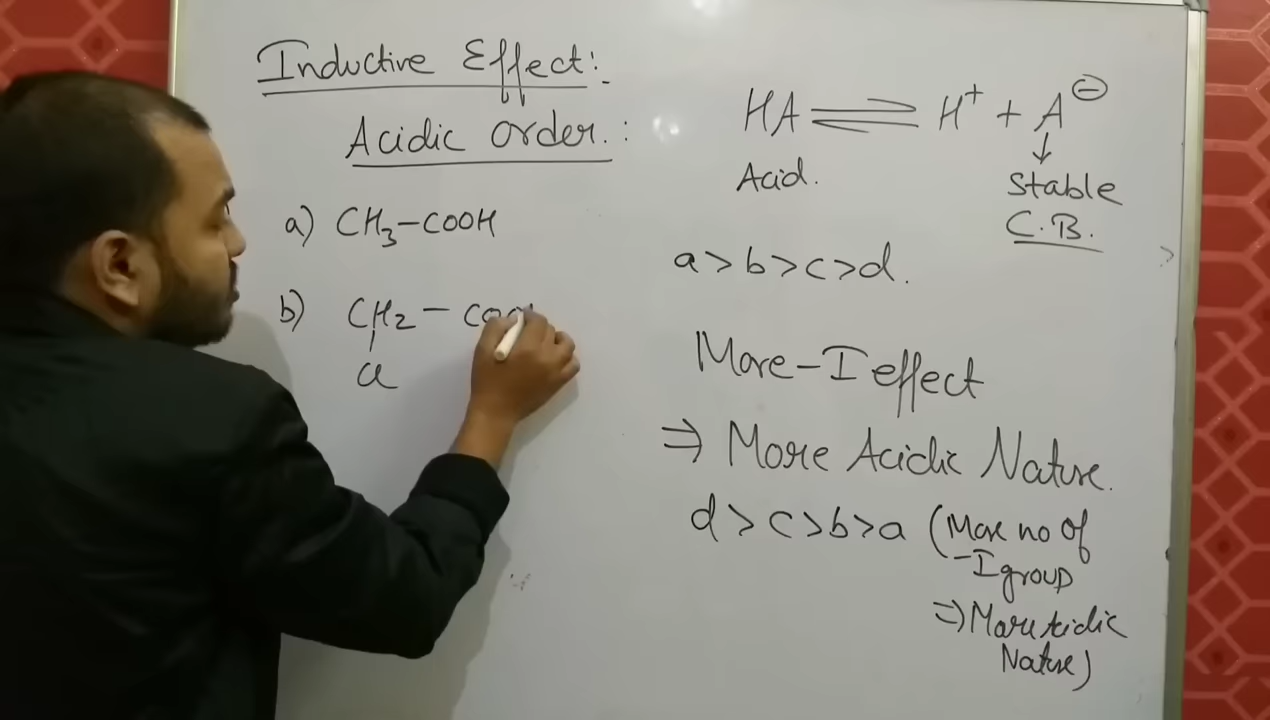 Inductive Effect:
Acidic order.:
a) CH₃-COOH
b) CH₂ - COO
Cl
HA ⇌ H⁺ + A⊖
Acid.
↓
Stable
C.B.
a>b>c>d.
More-I effect
⇒ More Acidic Nature.
d>c>b>a (More no of
-I group
⇒ More Acidic
Nature)